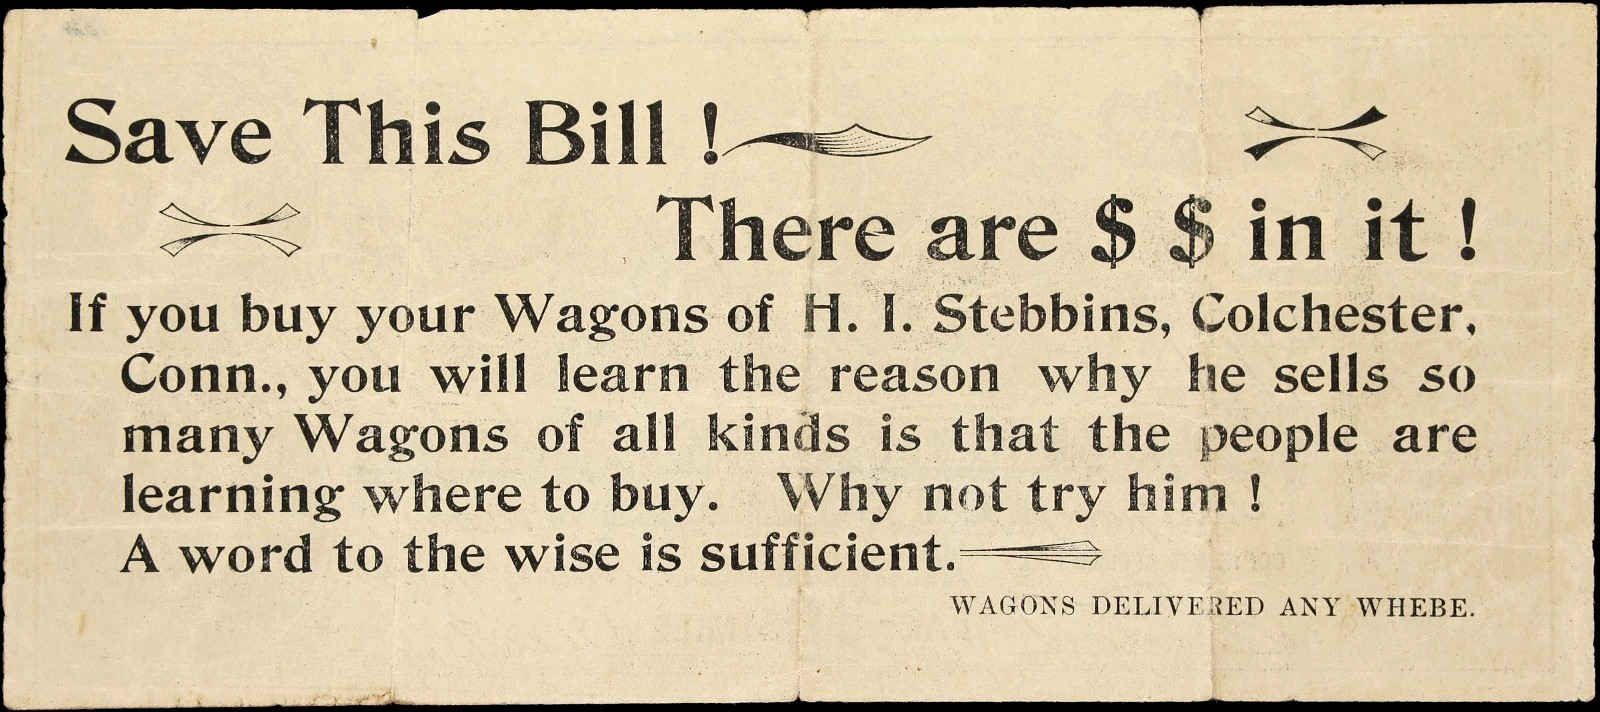 Save This Bill !
There are $ $ in it !
If you buy your Wagons of H. I. Stebbins, Colchester,
Conn., you will learn the reason why he sells so
many Wagons of all kinds is that the people are
learning where to buy. Why not try him !
A word to the wise is sufficient.
WAGONS DELIVERED ANY WHEBE.